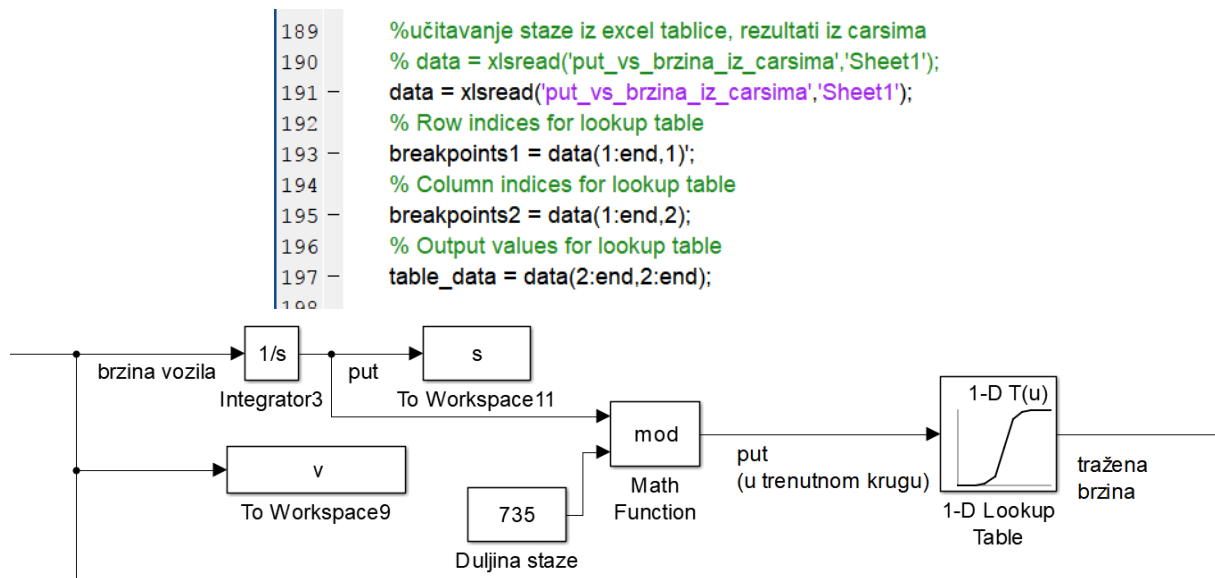 189 %učitavanje staze iz excel tablice, rezultati iz carsima
190 % data = xlsread('put_vs_brzina_iz_carsima','Sheet1');
191 – data = xlsread('put_vs_brzina_iz_carsima','Sheet1');
192 % Row indices for lookup table
193 – breakpoints1 = data(1:end,1)';
194 % Column indices for lookup table
195 – breakpoints2 = data(1:end,2);
196 % Output values for lookup table
197 – table_data = data(2:end,2:end);
198
brzina vozila
1/s
Integrator3
put
s
To Workspace11
v
To Workspace9
735
Duljina staze
mod
Math
Function
put
(u trenutnom krugu)
1-D T(u)
1-D Lookup
Table
tražena
brzina